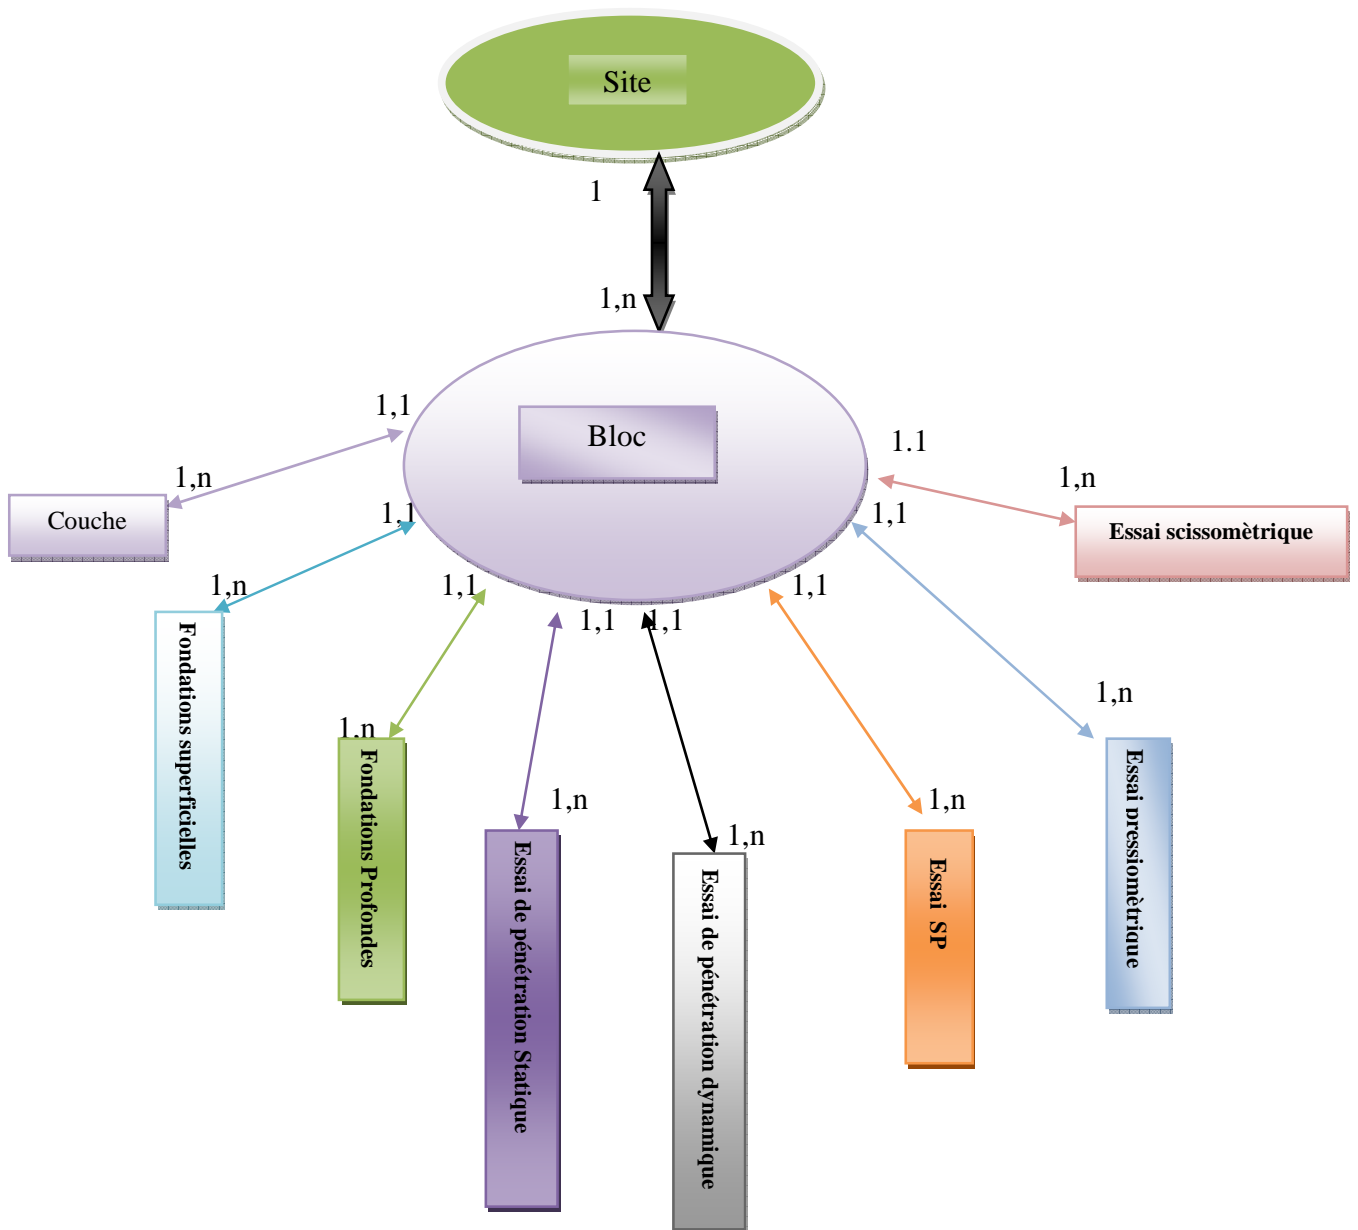 Site
1
1,n
Bloc
1,1
1,n
Couche
1.1
1,n
Essai scissomètrique
1,1
1,n
Fondations superficielles
1,1
1,n
Fondations Profondes
1,1
1,n
Essai de pénétration Statique
1,1
1,n
Essai de pénétration dynamique
1,1
1,n
Essai SP
1,1
1,n
Essai pressiomètrique